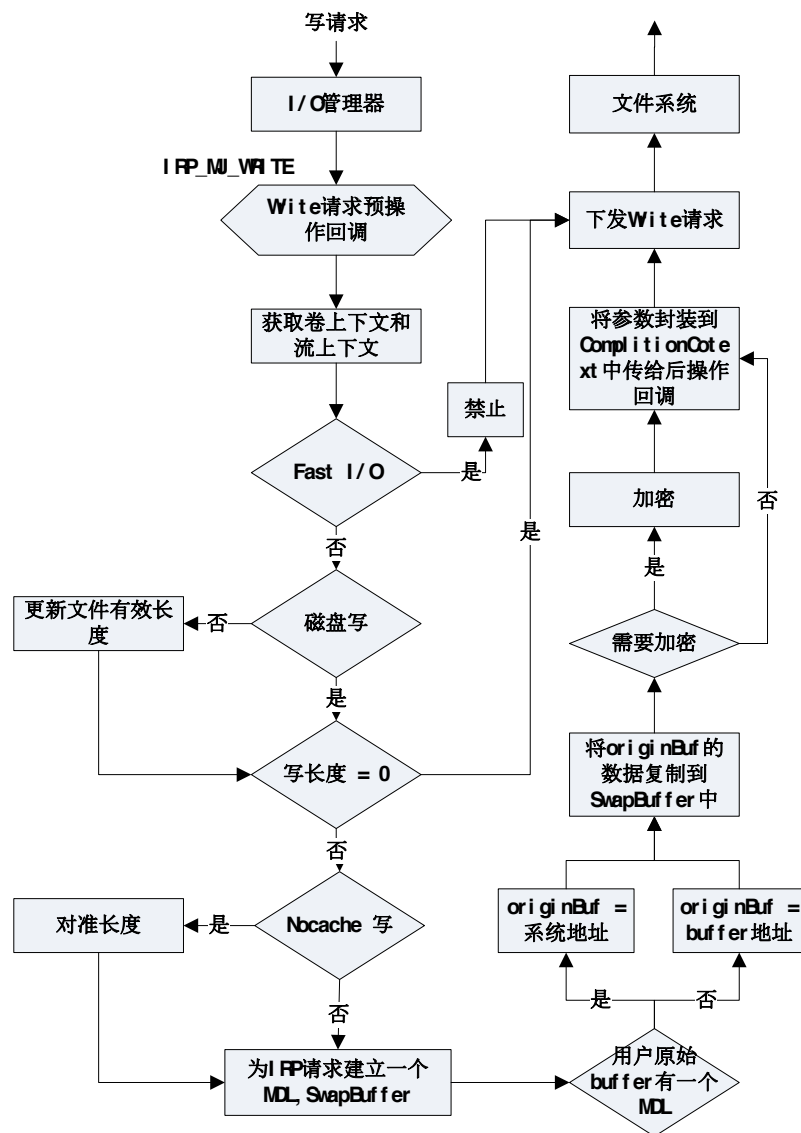 写请求
I/O管理器
IRP_MJ_WRITE
Write请求预操
作回调
获取卷上下文和
流上下文
Fast I/O
是
禁止
否
磁盘写
否
更新文件有效长
度
是
写长度 = 0
是
否
Nocache 写
是
对准长度
否
为IRP请求建立一个
MDL,SwapBuffer
用户原始
buffer有一个
MDL
是
否
originBuf =
系统地址
originBuf =
buffer地址
将originBuf的
数据复制到
SwapBuffer中
需要加密
是
否
加密
将参数封装到
ComplitionCote
xt中传给后操作
回调
下发Write请求
文件系统